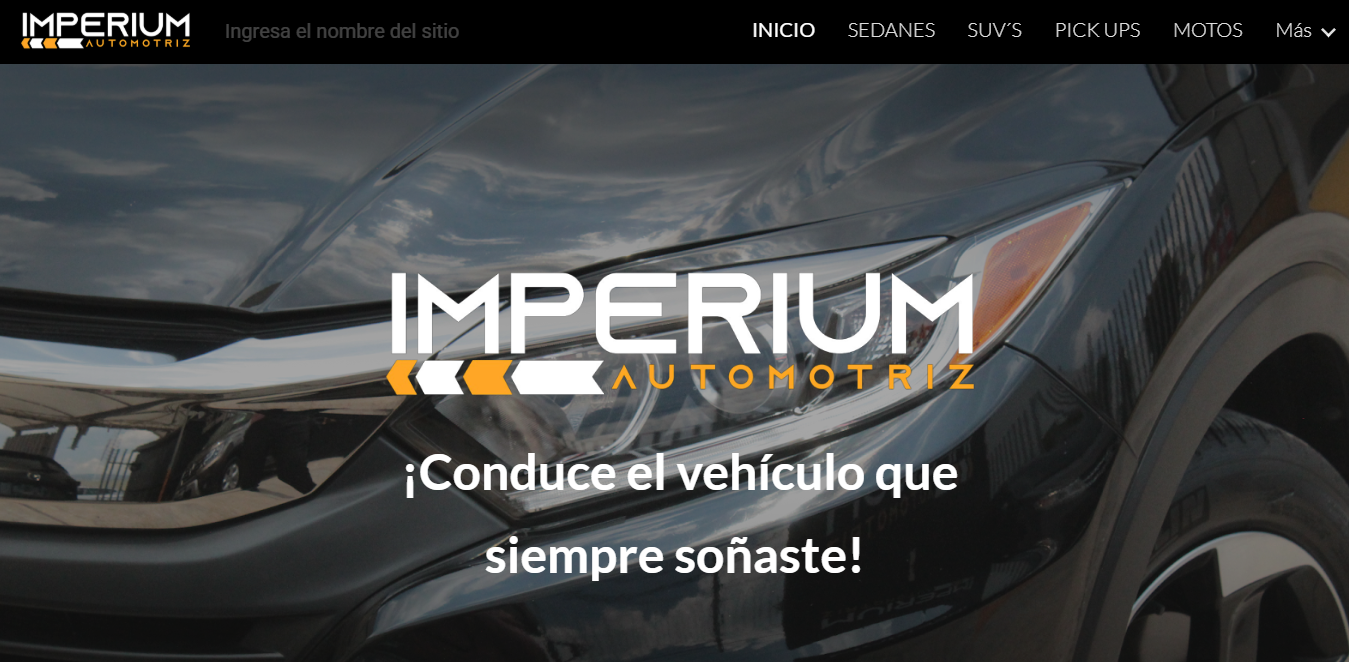 IMPERIUM
AUTOMOTRIZ
Ingresa el nombre del sitio
INICIO SEDANES SUV´S PICK UPS MOTOS Más
IMPERIUM
AUTOMOTRIZ
¡Conduce el vehículo que
siempre soñaste!